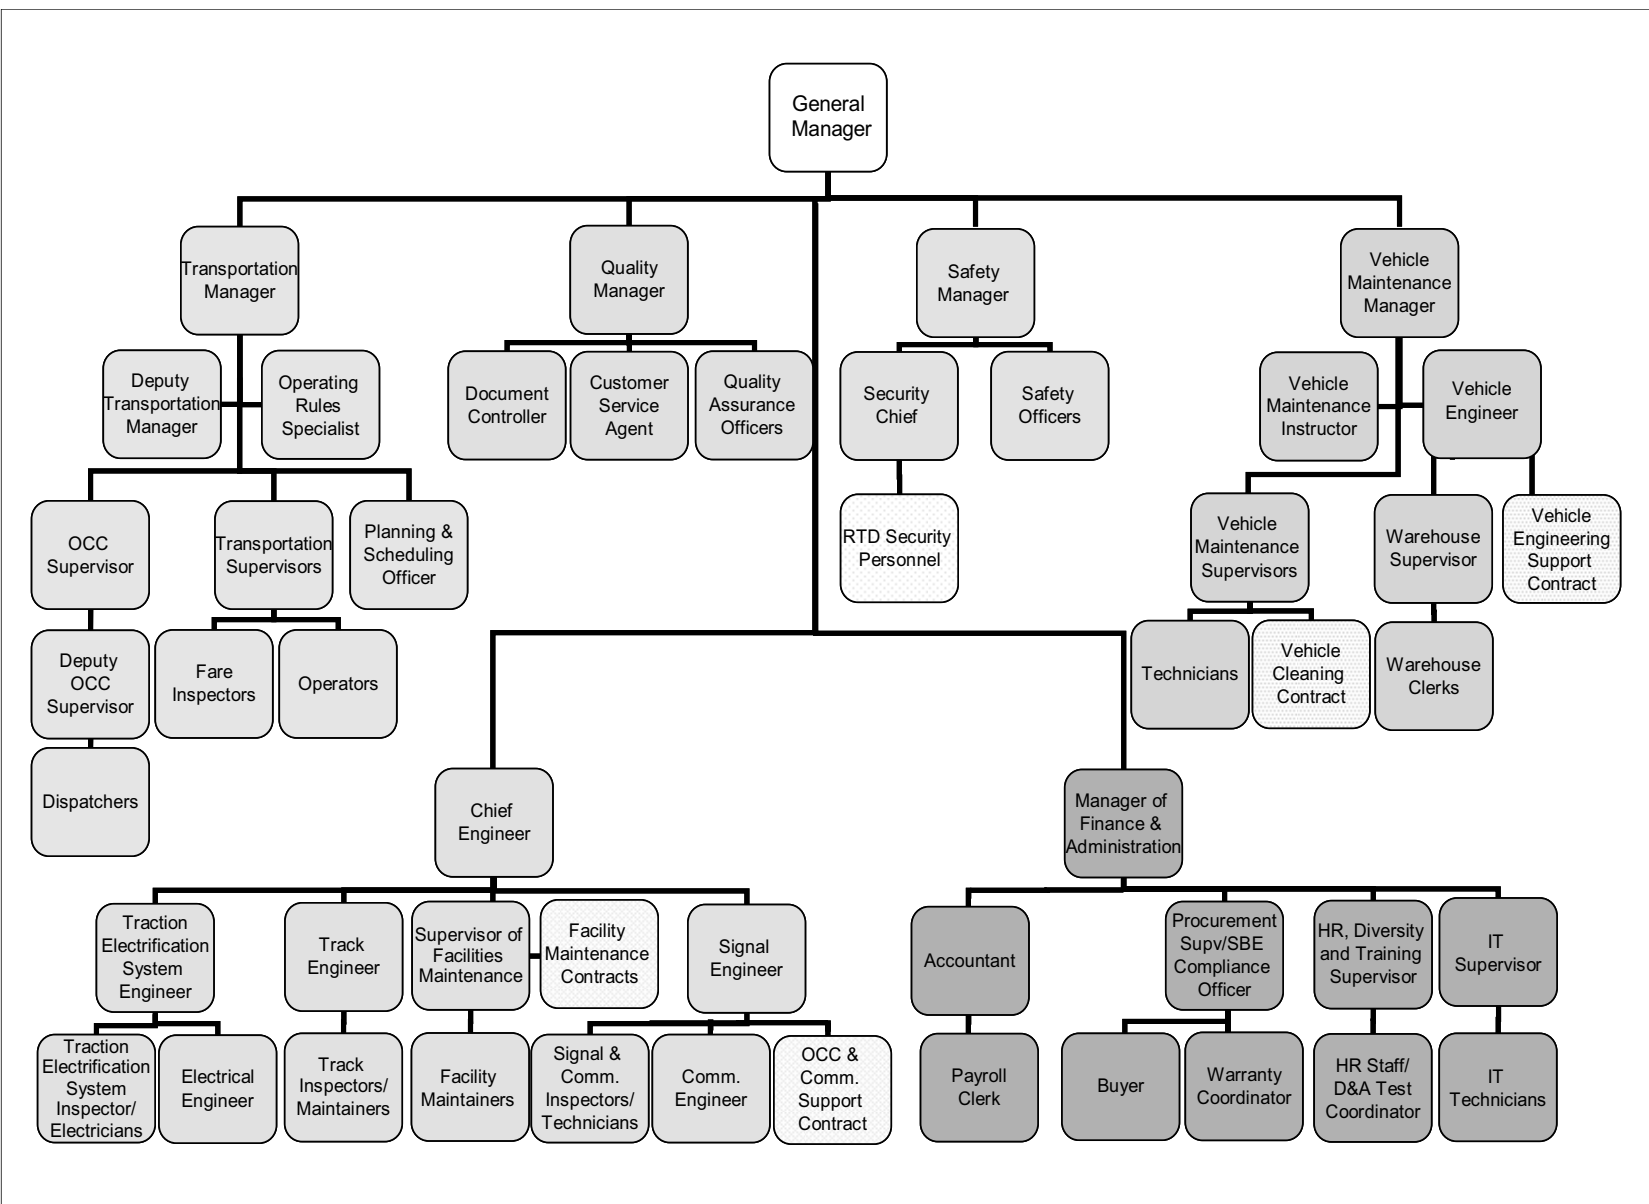 General
Manager
Transportation
Manager
Quality
Manager
Safety
Manager
Vehicle
Maintenance
Manager
Deputy
Transportation
Manager
Operating
Rules
Specialist
Document
Controller
Customer
Service
Agent
Quality
Assurance
Officers
Security
Chief
Safety
Officers
Vehicle
Maintenance
Instructor
Vehicle
Engineer
OCC
Supervisor
Transportation
Supervisors
Planning &
Scheduling
Officer
RTD Security
Personnel
Vehicle
Maintenance
Supervisors
Warehouse
Supervisor
Vehicle
Engineering
Support
Contract
Deputy
OCC
Supervisor
Fare
Inspectors
Operators
Technicians
Vehicle
Cleaning
Contract
Warehouse
Clerks
Dispatchers
Chief
Engineer
Manager of
Finance &
Administration
Traction
Electrification
System
Engineer
Track
Engineer
Supervisor of
Facilities
Maintenance
Facility
Maintenance
Contracts
Signal
Engineer
Accountant
Procurement
Supv/SBE
Compliance
Officer
HR, Diversity
and Training
Supervisor
IT
Supervisor
Traction
Electrification
System
Inspector/
Electricians
Electrical
Engineer
Track
Inspectors/
Maintainers
Facility
Maintainers
Signal &
Comm.
Inspectors/
Technicians
Comm.
Engineer
OCC &
Comm.
Support
Contract
Payroll
Clerk
Buyer
Warranty
Coordinator
HR Staff/
D&A Test
Coordinator
IT
Technicians